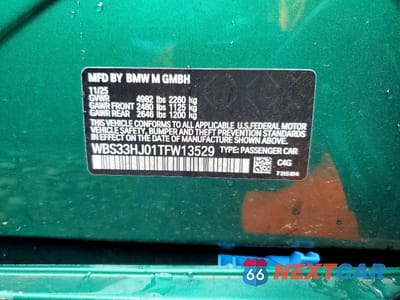 MFD BY BMW M GMBH
11/25
GVWR 4982 lbs 2260 kg
GAWR FRONT 2480 lbs 1125 kg
GAWR REAR 2646 lbs 1200 kg
THIS VEHICLE CONFORMS TO ALL APPLICABLE U.S.FEDERAL MOTOR
VEHICLE SAFETY, BUMPER, AND THEFT PREVENTION STANDARDS
IN EFFECT ON THE DATE OF MANUFACTURE SHOWN ABOVE.
WBS33HJ01TFW13529 TYPE: PASSENGER CAR
C4G
66 NEXTCAR